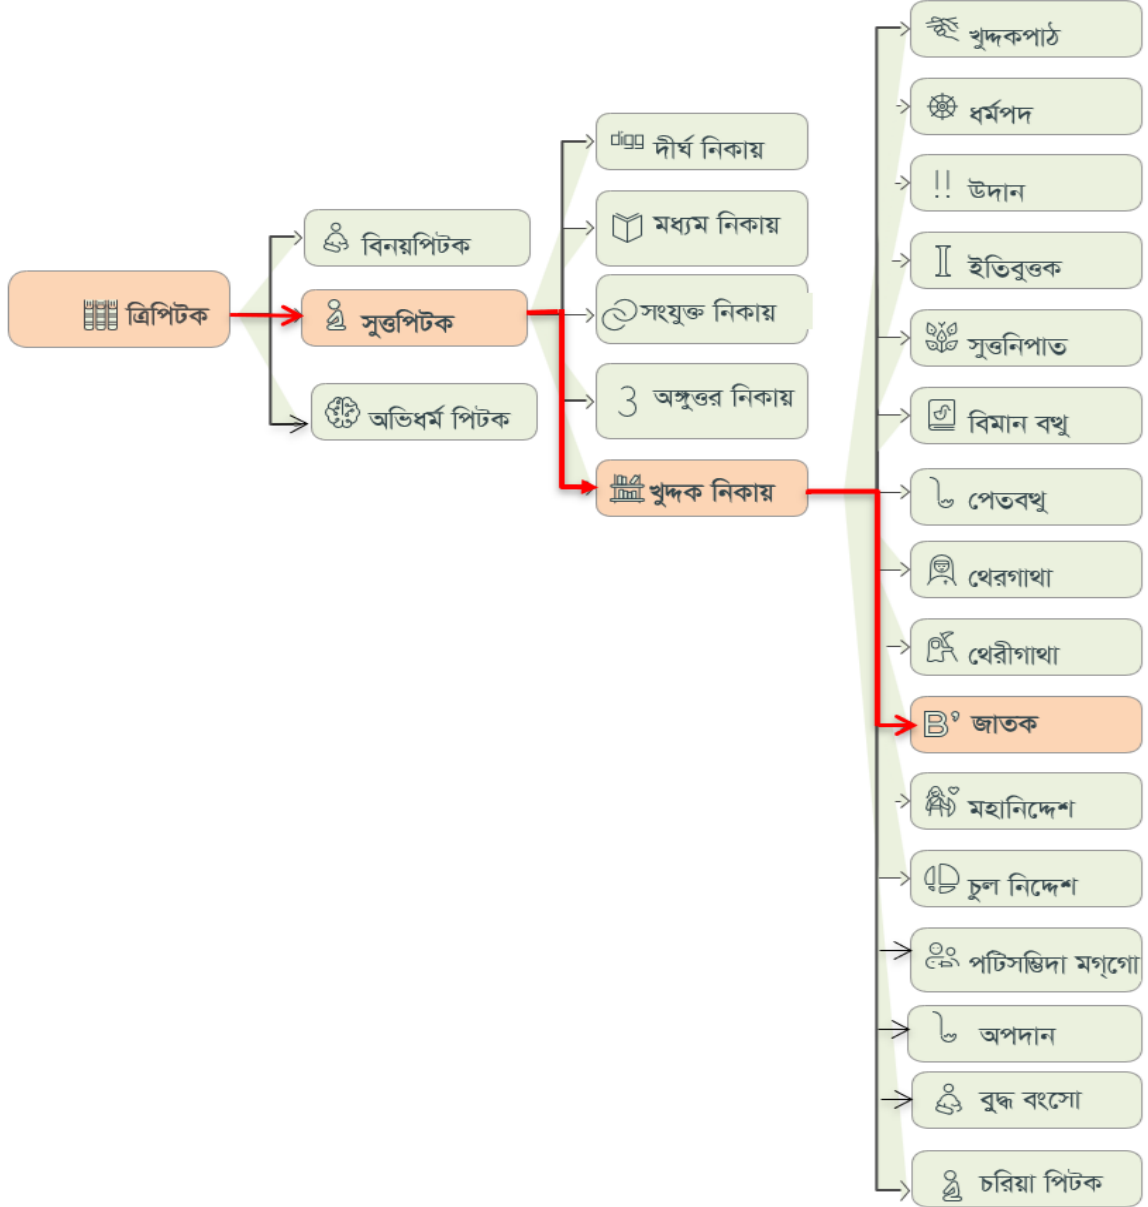 ত্রিপিটক
বিনয়পিটক
সুত্তপিটক
অভিধর্ম পিটক
digg দীর্ঘ নিকায়
মধ্যম নিকায়
সংযুক্ত নিকায়
3 অঙ্গুত্তর নিকায়
খুদ্দক নিকায়
খুদ্দকপাঠ
ধর্মপদ
!! উদান
ইতিবুত্তক
সুত্তনিপাত
বিমান বত্থু
পেতবত্থু
থেরগাথা
থেরীগাথা
B’ জাতক
মহানিদ্দেশ
চুল নিদ্দেশ
পটিসম্ভিদা মগ্‌গো
অপদান
বুদ্ধ বংসো
চরিয়া পিটক